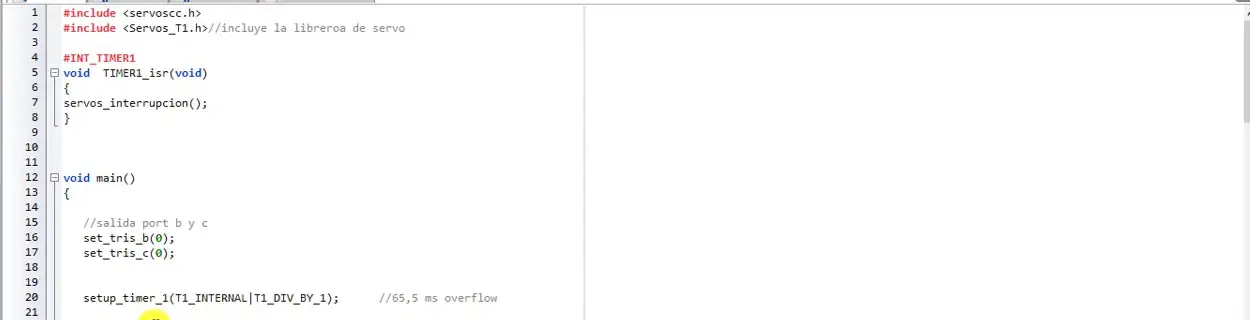 1 #include <servoscc.h>
2 #include <Servos_T1.h>//incluye la libreroa de servo
3
4 #INT_TIMER1
5 void TIMER1_isr(void)
6 {
7 servos_interrupcion();
8 }
9
10
11
12 void main()
13 {
14
15 //salida port b y c
16 set_tris_b(0);
17 set_tris_c(0);
18
19
20 setup_timer_1(T1_INTERNAL|T1_DIV_BY_1); //65,5 ms overflow
21